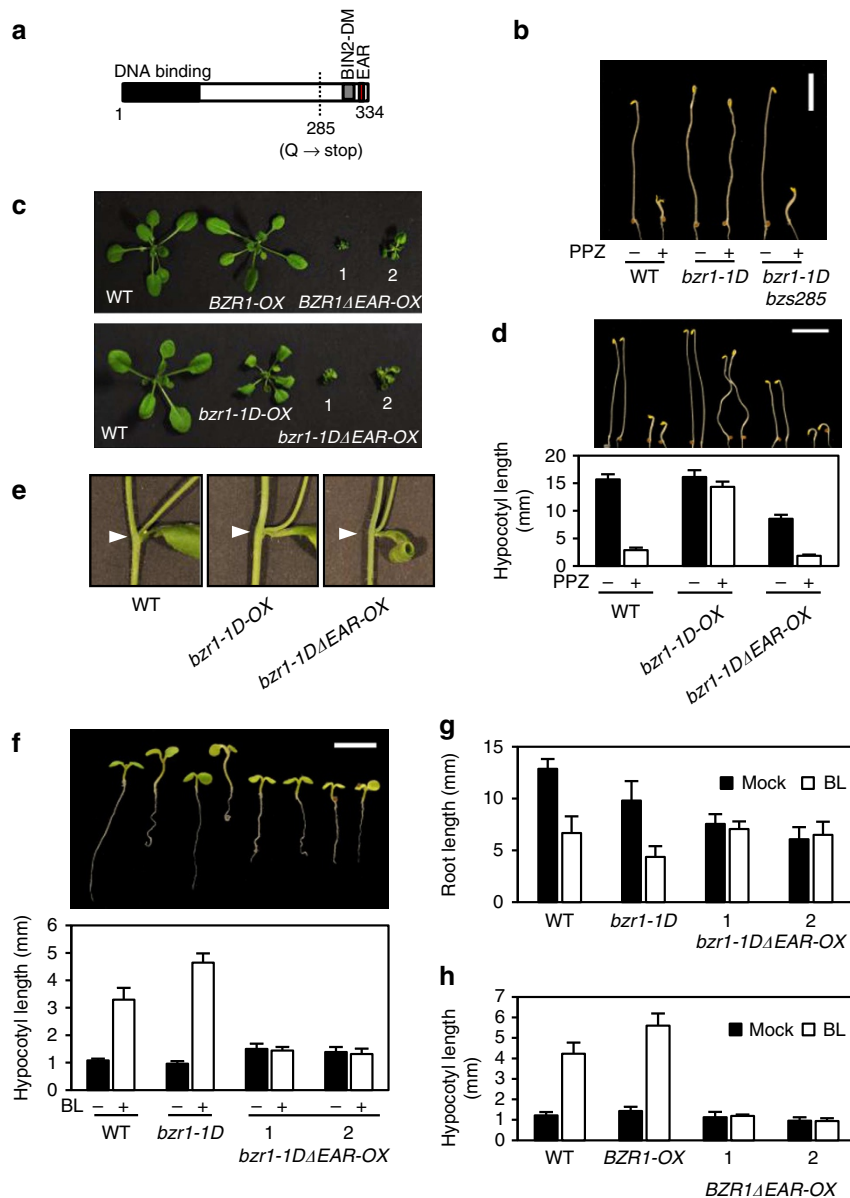 a
DNA binding
BIN2-DM
EAR
1
285
334
(Q → stop)
b
PPZ
– + – + – +
WT
bzr1-1D
bzr1-1D
bzs285
c
WT
BZR1-OX
1
2
BZR1ΔEAR-OX
WT
bzr1-1D-OX
1
2
bzr1-1DΔEAR-OX
d
Hypocotyl length
(mm)
20
15
10
5
0
PPZ – + – + – +
WT
bzr1-1D-OX
bzr1-1DΔEAR-OX
e
WT
bzr1-1D-OX
bzr1-1DΔEAR-OX
f
Hypocotyl length (mm)
6
5
4
3
2
1
0
BL – + – + – + – +
WT
bzr1-1D
1
2
bzr1-1DΔEAR-OX
g
Root length (mm)
15
10
5
0
Mock
BL
WT
bzr1-1D
1
2
bzr1-1DΔEAR-OX
h
Hypocotyl length
(mm)
7
6
5
4
3
2
1
0
Mock
BL
WT
BZR1-OX
1
2
BZR1ΔEAR-OX